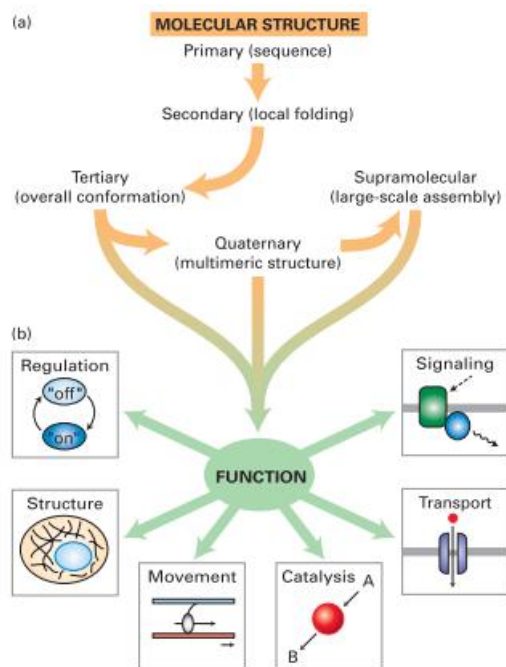 (a)
MOLECULAR STRUCTURE
Primary (sequence)
Secondary (local folding)
Tertiary
(overall conformation)
Supramolecular
(large-scale assembly)
Quaternary
(multimeric structure)
(b)
Regulation
"off"
"on"
Signaling
FUNCTION
Structure
Transport
Movement
Catalysis
A
B